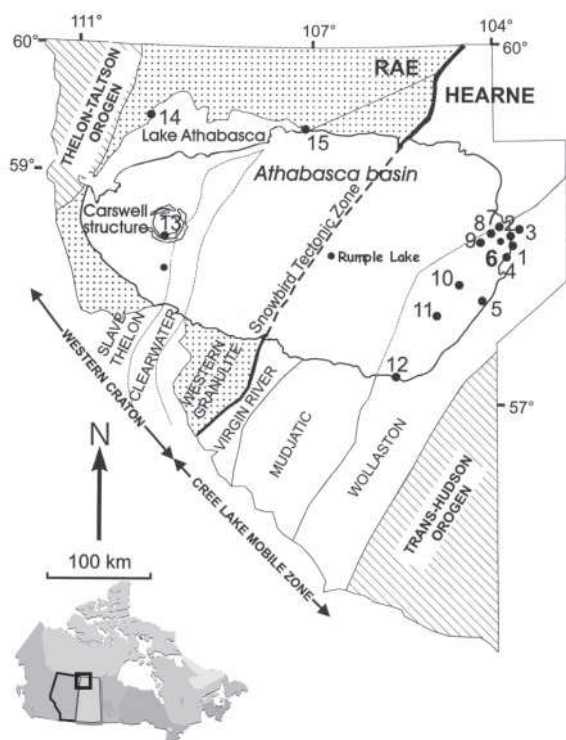 111°
107°
104°
60°
60°
RAE
HEARNE
THELON-TALTSON
OROGEN
14
Lake Athabasca
15
59°
Athabasca basin
Carswell
structure
13
Snowbird Tectonic Zone
Rumple Lake
8
7
2
3
9
6
1
4
10
5
11
12
SLAVE
THELON
CLEARWATER
WESTERN
GRANULITE
VIRGIN RIVER
MUDJATIC
WOLLASTON
57°
TRANS-HUDSON
OROGEN
WESTERN CRATON
CREE LAKE MOBILE ZONE
N
100 km